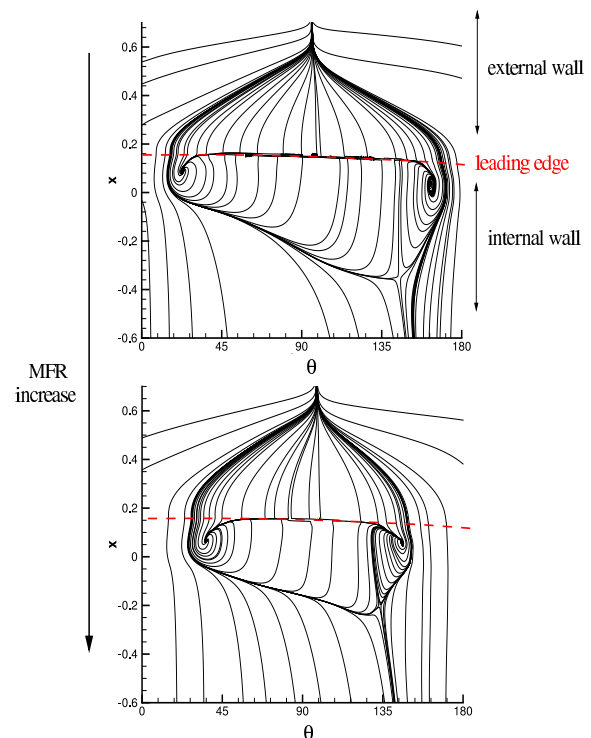 0.6
0.4
0.2
0
-0.2
-0.4
-0.6
x
0 45 90 135 180
θ
external wall
leading edge
internal wall
MFR
increase
0.6
0.4
0.2
0
-0.2
-0.4
-0.6
x
0 45 90 135 180
θ